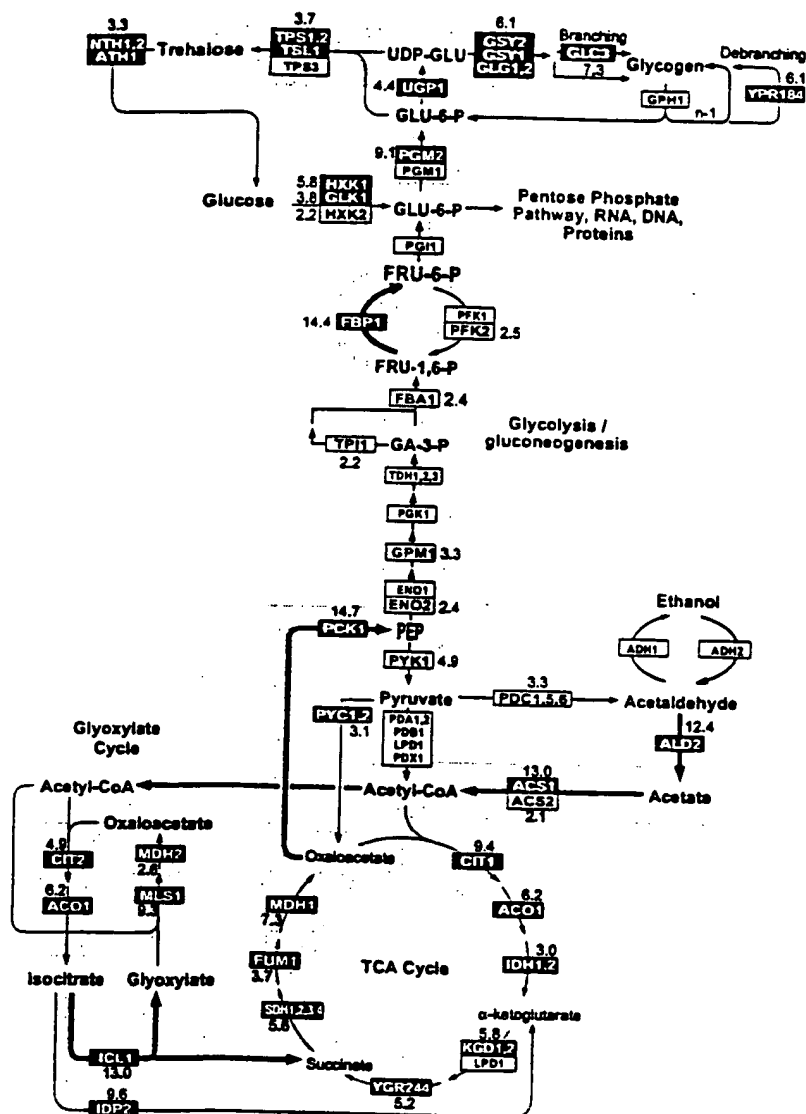 3.3
NTH1,2
ATH1
Trehalose
3.7
TPS1,2
TSL1
TPS3
UDP-GLU
6.1
GSY2
GSY1
GLG1,2
Branching
GLC3
7.3
Glycogen
Debranching
6.1
YPR184
GPH1
n-1
4.4 UGP1
GLU-6-P
9.1 PGM2
PGM1
Glucose
5.8 HXK1
3.8 GLK1
2.2 HXK2
GLU-6-P
Pentose Phosphate
Pathway, RNA, DNA,
Proteins
PGI1
FRU-6-P
14.4 FBP1
PFK1
PFK2 2.5
FRU-1,6-P
FBA1 2.4
Glycolysis /
gluconeogenesis
TPI1
2.2
GA-3-P
TDH1,2,3
PGK1
GPM1 3.3
ENO1
ENO2 2.4
14.7
PCK1
PEP
PYK1 4.9
Ethanol
ADH1
ADH2
Pyruvate
3.3
PDC1,5,6
Acetaldehyde
12.4
ALD2
PYC1,2
3.1
PDA1,2
PDB1
LPD1
PDX1
Glyoxylate
Cycle
Acetyl-CoA
Acetyl-CoA
13.0
ACS1
ACS2
2.1
Acetate
Oxaloacetate
4.9
CIT2
MDH2
2.6
6.2
ACO1
MLS1
Isocitrate
Glyoxylate
Oxaloacetate
9.4
CIT1
MDH1
7.3
6.2
ACO1
FUM1
3.7
TCA Cycle
3.0
IDH1,2
SDH1,2,3,4
α-ketoglutarate
5.8
KGD1,2
LPD1
Succinate
YGR244
5.2
ICL1
13.0
9.6
IDP2